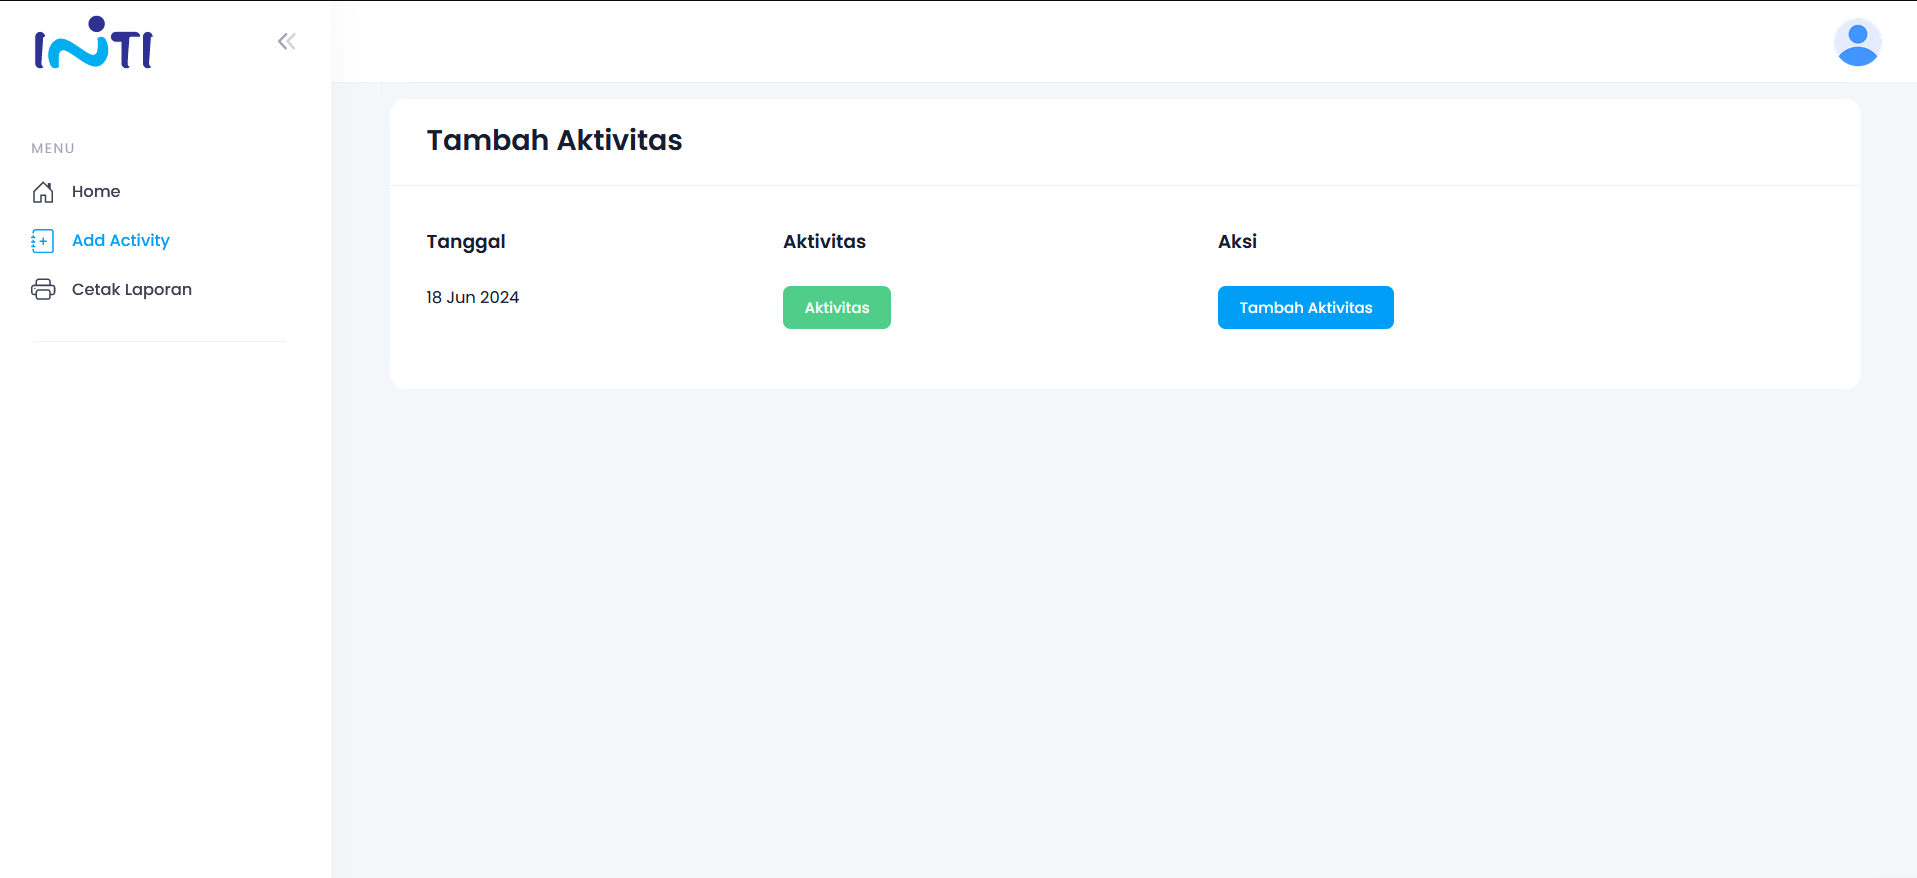 INTI
MENU
Home
Add Activity
Cetak Laporan
Tambah Aktivitas
Tanggal Aktivitas Aksi
18 Jun 2024 Aktivitas Tambah Aktivitas